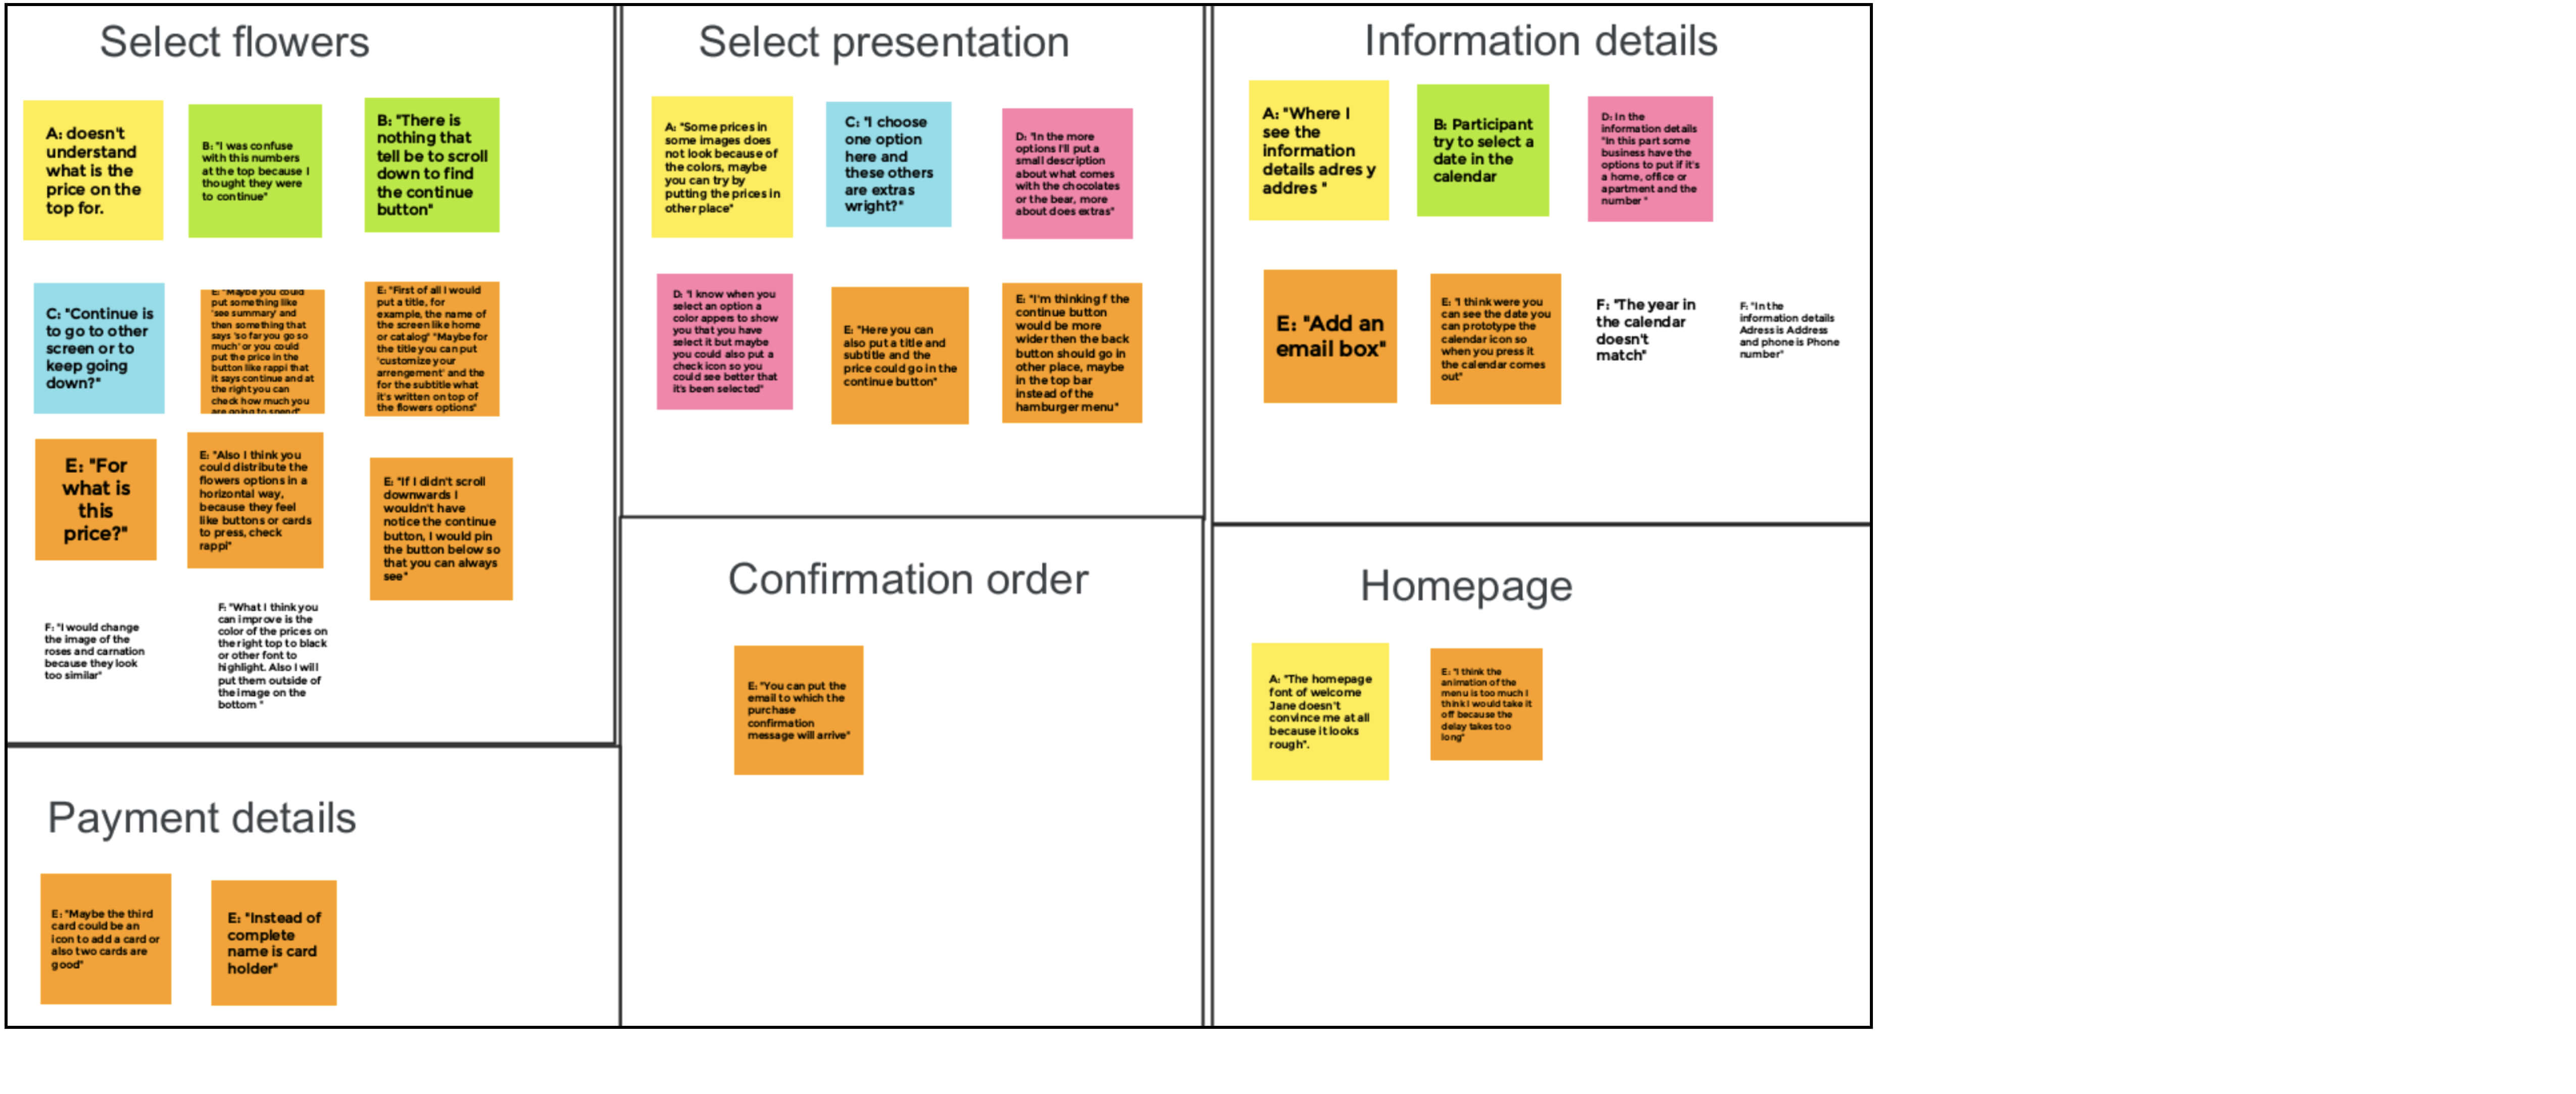 Select flowers
A: doesn't
understand
what is the
price on the
top for.
B: "I was confuse
with this numbers
at the top because I
thought they were
to continue"
B: "There is
nothing that
tell be to scroll
down to find
the continue
button"
C: "Continue is
to go to other
screen or to
keep going
down?"
E: "Maybe you could
put something like
'see summary' and
then something that
says 'so far you go so
much' or you could
put the price in the
button like rappi that
it says continue and at
the right you can
check how much you
are going to spend"
E: "First of all I would
put a title, for
example, the name of
the screen like home
or catalog" "Maybe for
the title you can put
'customize your
arrengement' and the
for the subtitle what
it's written on top of
the flowers options"
E: "For
what is
this
price?"
E: "Also I think you
could distribute the
flowers options in a
horizontal way,
because they feel
like buttons or cards
to press, check
rappi"
E: "If I didn't scroll
downwards I
wouldn't have
notice the continue
button, I would pin
the button below so
that you can always
see"
F: "I would change
the image of the
roses and carnation
because they look
too similar"
F: "What I think you
can improve is the
color of the prices on
the right top to black
or other font to
highlight. Also I will
put them outside of
the image on the
bottom "
Select presentation
A: "Some prices in
some images does
not look because of
the colors, maybe
you can try by
putting the prices in
other place"
C: "I choose
one option
here and
these others
are extras
wright?"
D: "In the more
options I'll put a
small description
about what comes
with the chocolates
or the bear, more
about does extras"
D: "I know when you
select an option a
color appers to show
you that you have
select it but maybe
you could also put a
check icon so you
could see better that
it's been selected"
E: "Here you can
also put a title and
subtitle and the
price could go in the
continue button"
E: "I'm thinking f the
continue button
would be more
wider then the back
button should go in
other place, maybe
in the top bar
instead of the
hamburger menu"
Information details
A: "Where I
see the
information
details adres y
addres "
B: Participant
try to select a
date in the
calendar
D: In the
information details
"In this part some
business have the
options to put if it's
a home, office or
apartment and the
number "
E: "Add an
email box"
E: "I think were you
can see the date you
can prototype the
calendar icon so
when you press it
the calendar comes
out"
F: "The year in
the calendar
doesn't
match"
F: "In the
information details
Adress is Address
and phone is Phone
number"
Payment details
E: "Maybe the third
card could be an
icon to add a card or
also two cards are
good"
E: "Instead of
complete
name is card
holder"
Confirmation order
E: "You can put the
email to which the
purchase
confirmation
message will arrive"
Homepage
A: "The homepage
font of welcome
Jane doesn't
convince me at all
because it looks
rough".
E: "I think the
animation of the
menu is too much I
think I would take it
off because the
delay takes too
long"